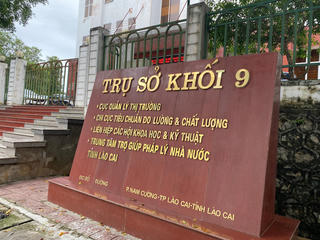 TRỤ SỞ KHỐI 9
• CỤC QUẢN LÝ THỊ TRƯỜNG
• CHI CỤC TIÊU CHUẨN ĐO LƯỜNG & CHẤT LƯỢNG
• LIÊN HIỆP CÁC HỘI KHOA HỌC & KỸ THUẬT
• TRUNG TÂM TRỢ GIÚP PHÁP LÝ NHÀ NƯỚC
TỈNH LÀO CAI
ĐƯỜNG P. NAM CƯỜNG-TP LÀO CAI-TỈNH LÀO CAI